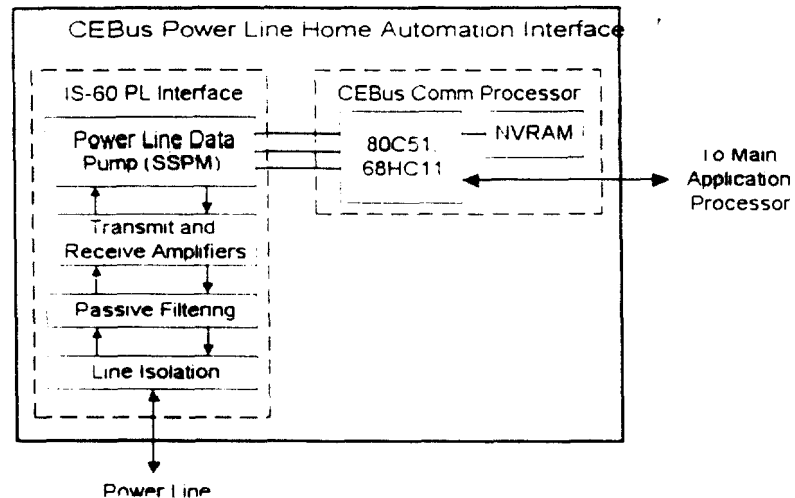 CEBus Power Line Home Automation Interface
IS-60 PL Interface
Power Line Data
Pump (SSPM)
Transmit and
Receive Amplifiers
Passive Filtering
Line Isolation
Power Line
CEBus Comm Processor
80C51,
68HC11
NVRAM
To Main
Application
Processor